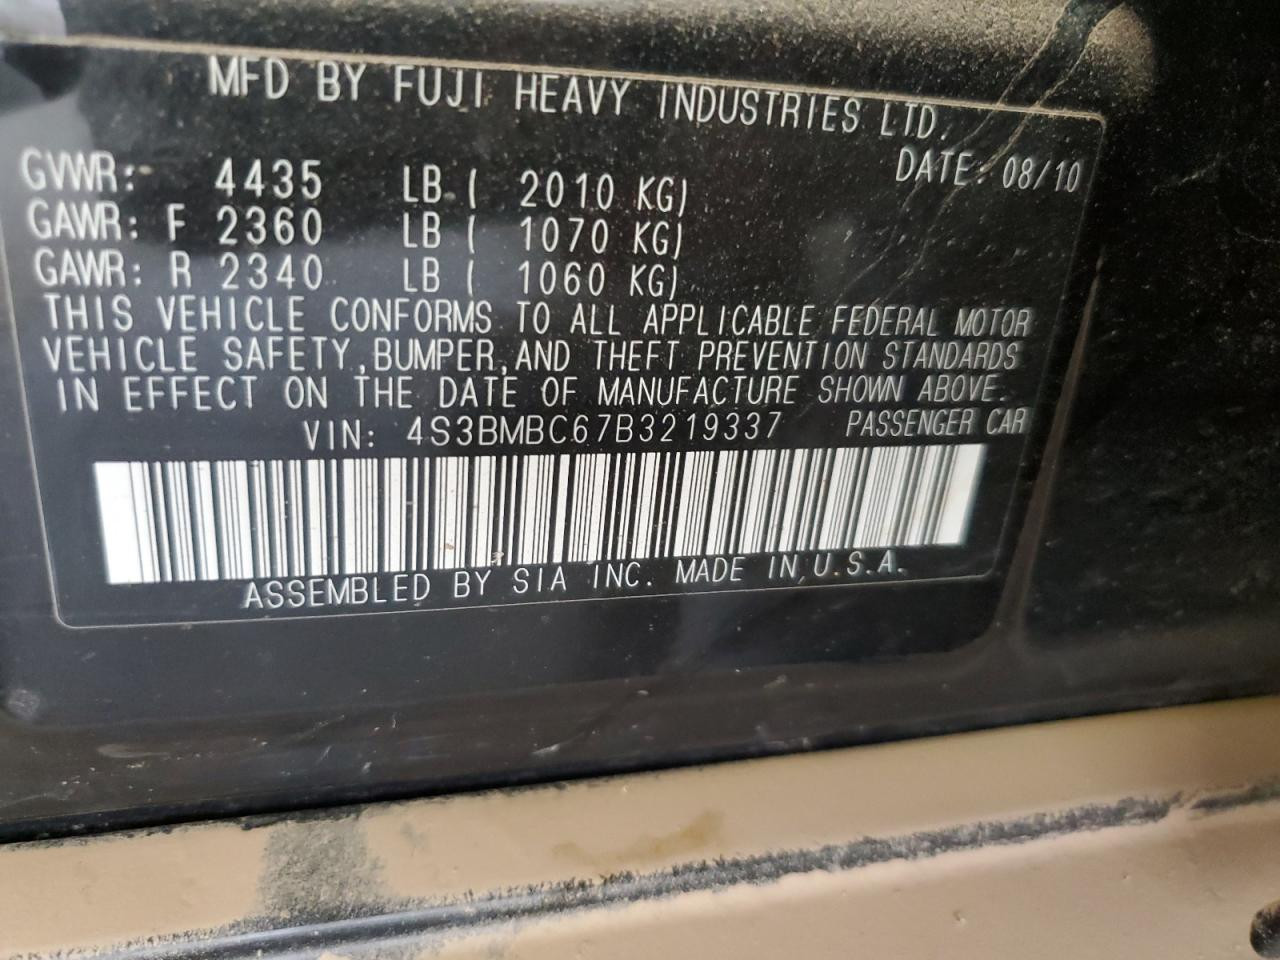 MFD BY FUJI HEAVY INDUSTRIES LTD.
DATE: 08/10
GVWR: 4435 LB ( 2010 KG)
GAWR: F 2360 LB ( 1070 KG)
GAWR: R 2340 LB ( 1060 KG)
THIS VEHICLE CONFORMS TO ALL APPLICABLE FEDERAL MOTOR
VEHICLE SAFETY, BUMPER, AND THEFT PREVENTION STANDARDS
IN EFFECT ON THE DATE OF MANUFACTURE SHOWN ABOVE.
VIN: 4S3BMBC67B3219337 PASSENGER CAR
ASSEMBLED BY SIA INC. MADE IN U.S.A.